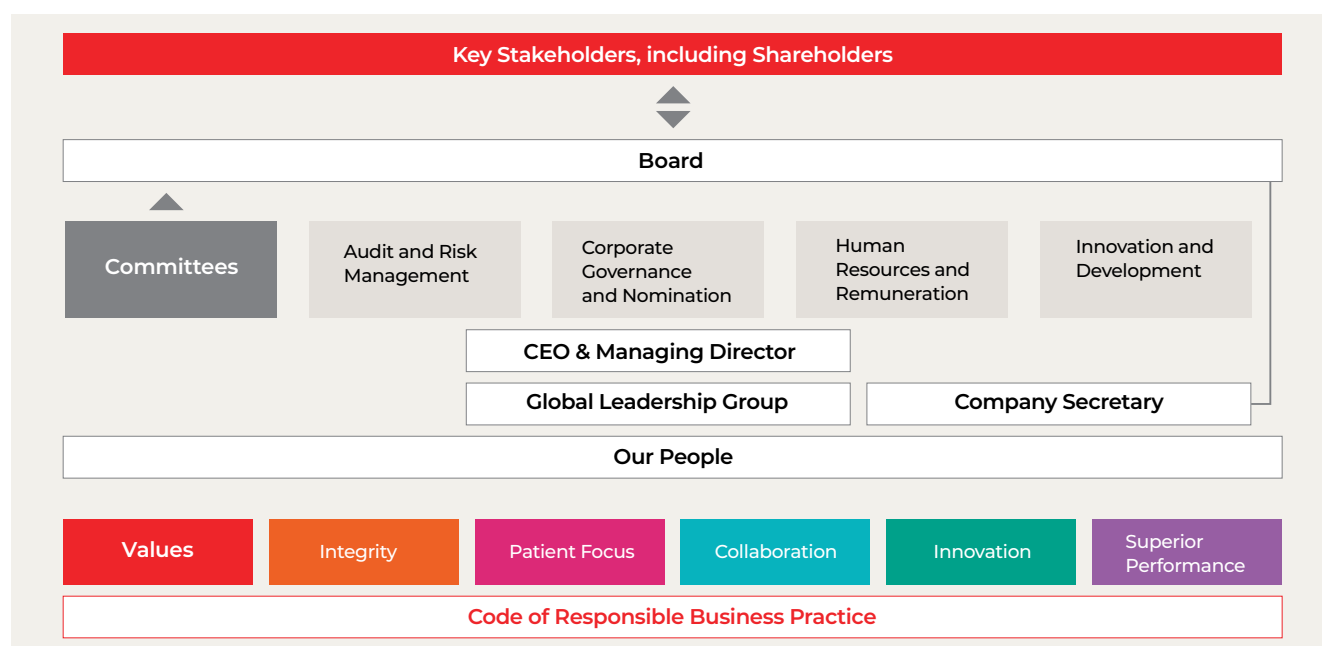 Key Stakeholders, including Shareholders
Board
Committees
Audit and Risk
Management
Corporate
Governance
and Nomination
Human
Resources and
Remuneration
Innovation and
Development
CEO & Managing Director
Global Leadership Group
Company Secretary
Our People
Values
Integrity
Patient Focus
Collaboration
Innovation
Superior
Performance
Code of Responsible Business Practice